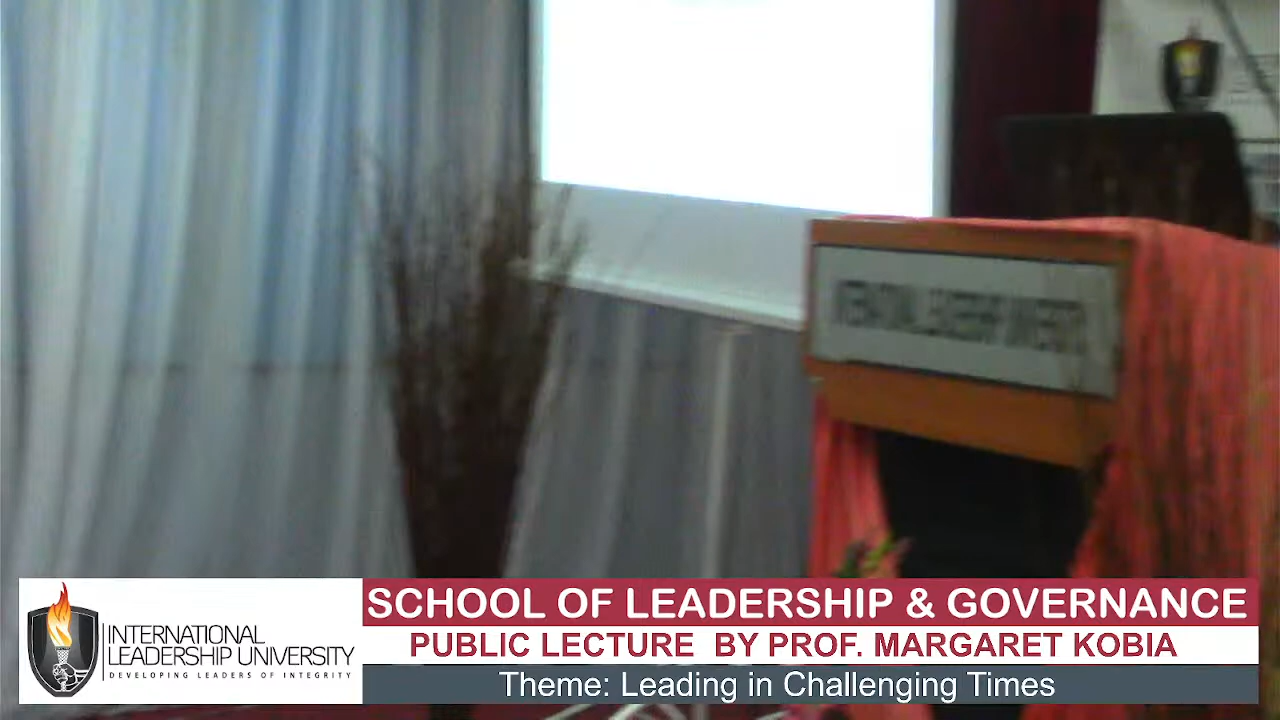 SCHOOL OF LEADERSHIP & GOVERNANCE
PUBLIC LECTURE BY PROF. MARGARET KOBIA
Theme: Leading in Challenging Times
INTERNATIONAL
LEADERSHIP UNIVERSITY
DEVELOPING LEADERS OF INTEGRITY